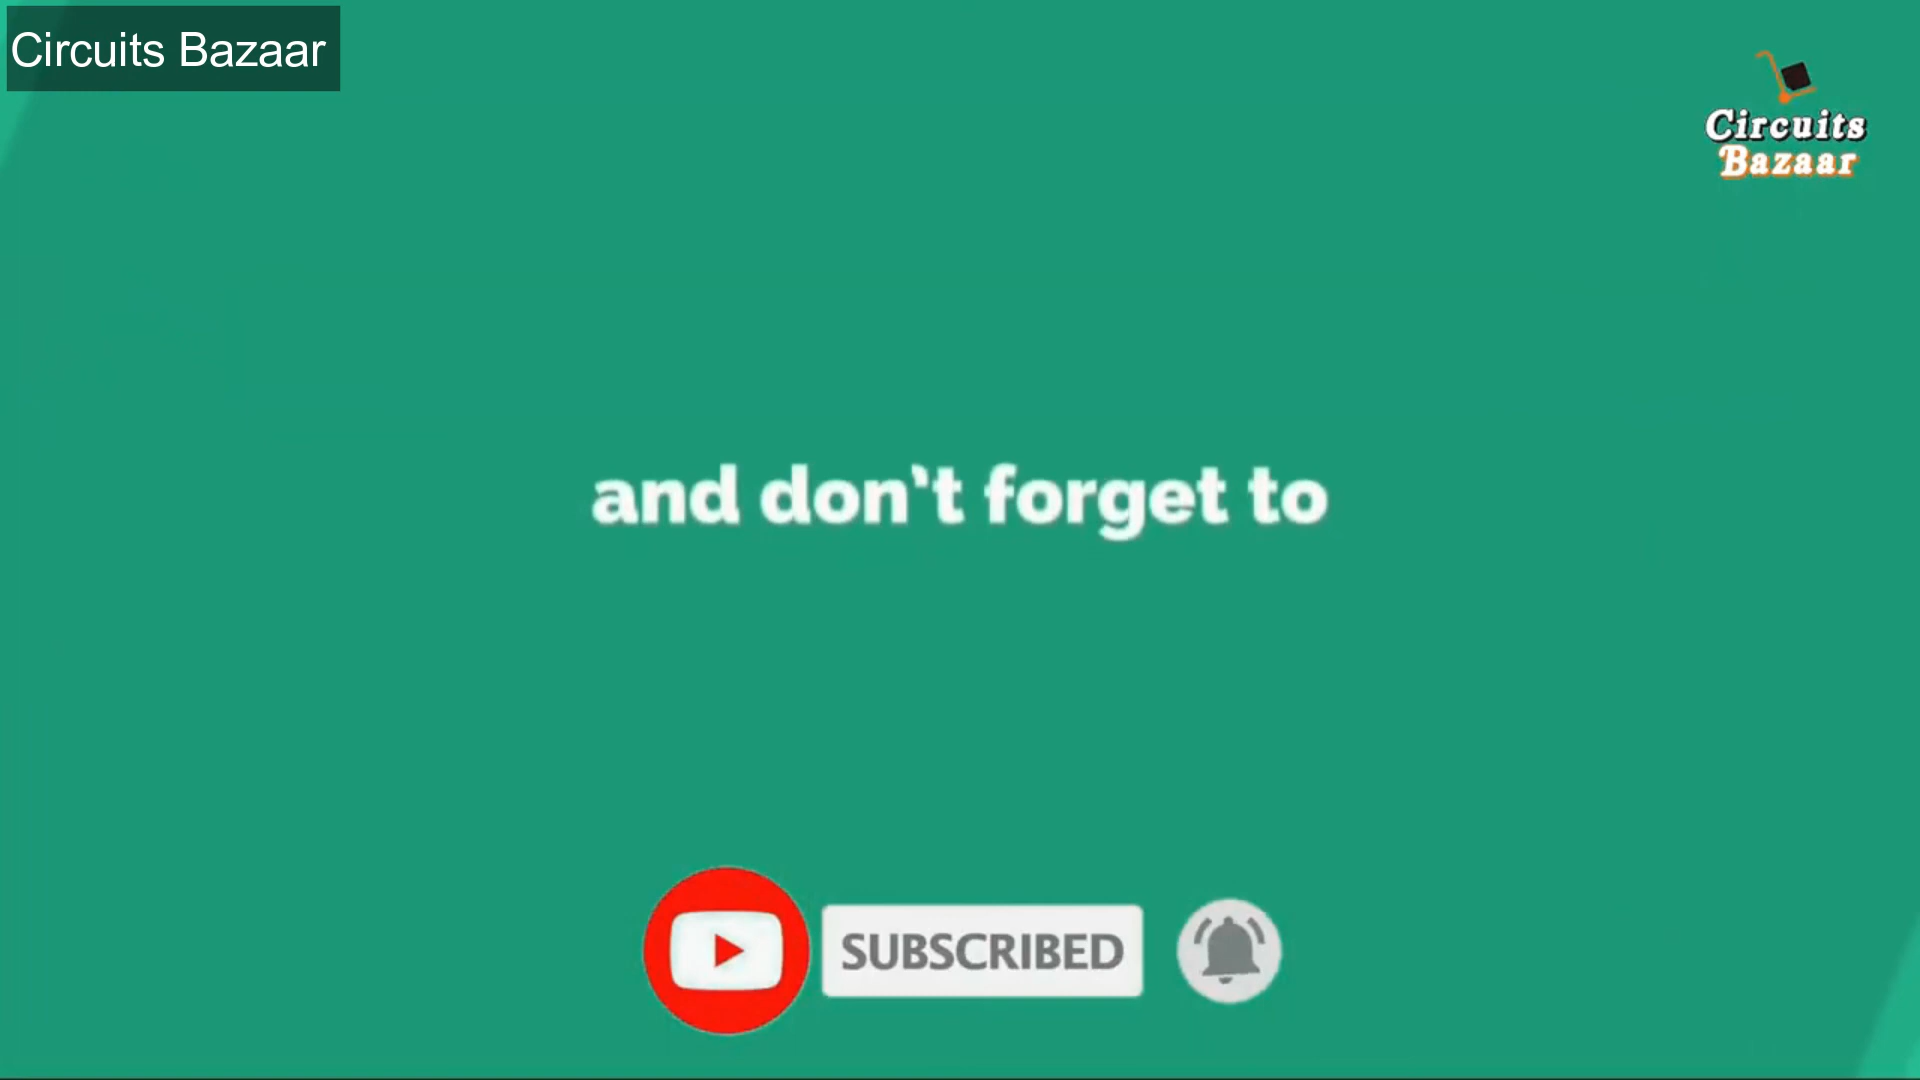 Circuits Bazaar
Circuits
Bazaar
and don't forget to
SUBSCRIBED